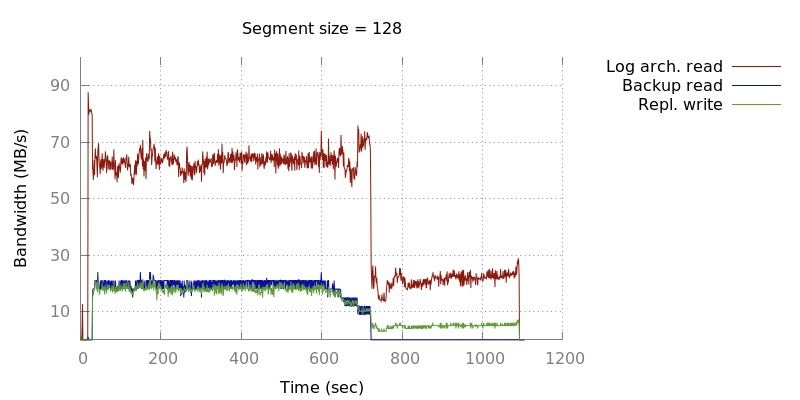 Segment size = 128
Log arch. read
Backup read
Repl. write
Bandwidth (MB/s)
90
70
50
30
10
0 200 400 600 800 1000 1200
Time (sec)